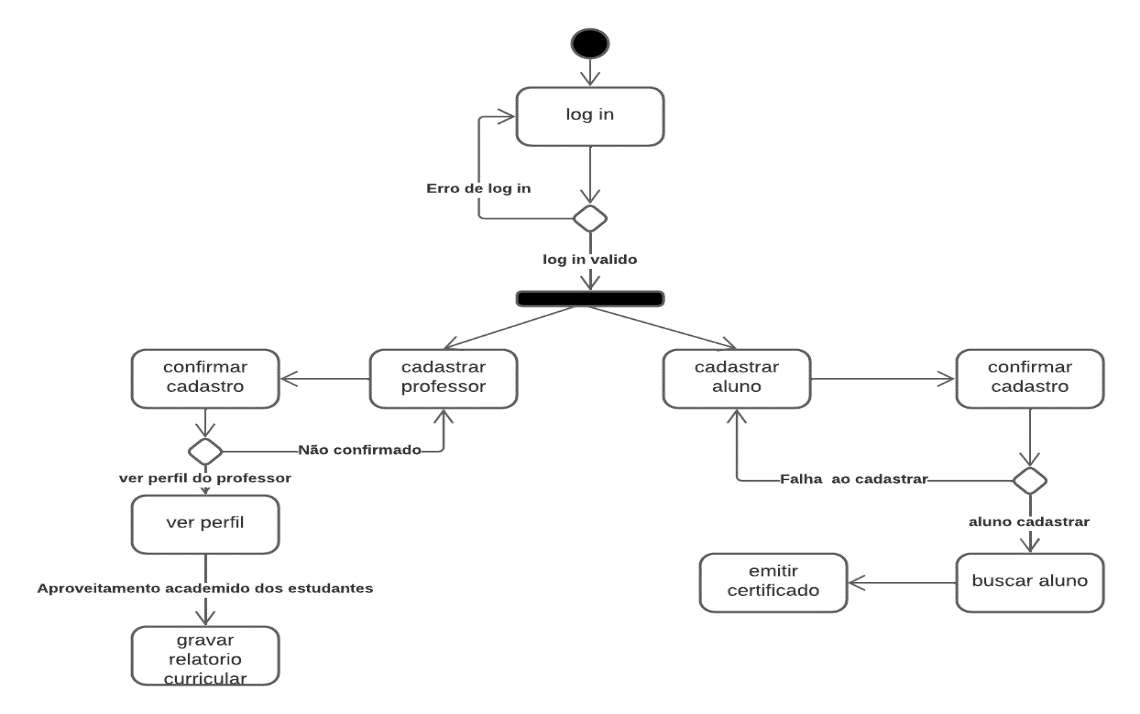 log in
Erro de log in
log in valido
confirmar
cadastro
cadastrar
professor
cadastrar
aluno
confirmar
cadastro
Não confirmado
ver perfil do professor
Falha ao cadastrar
ver perfil
aluno cadastrar
emitir
certificado
buscar aluno
Aproveitamento academido dos estudantes
gravar
relatorio
curricular